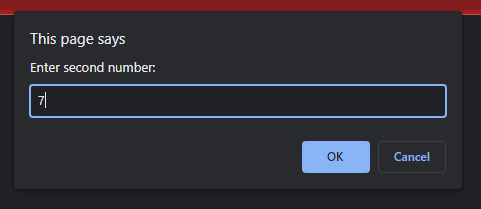 This page says
Enter second number:
7
OK
Cancel